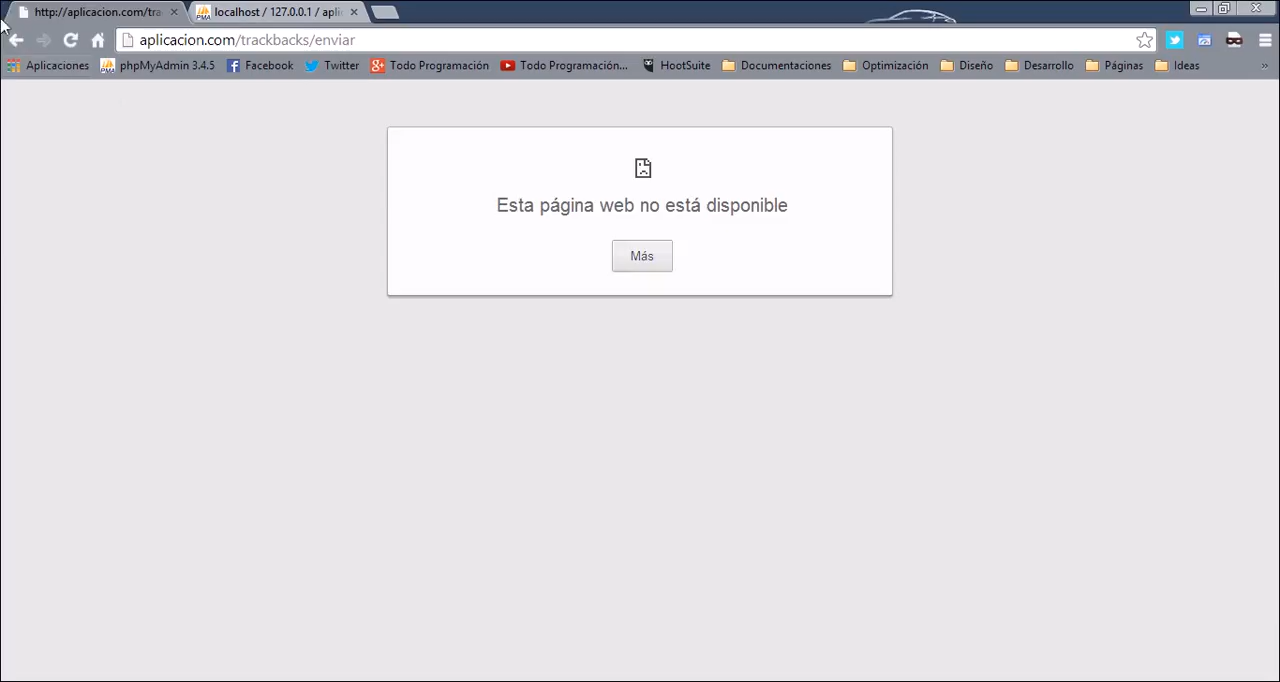 http://aplicacion.com/tra
localhost / 127.0.0.1 / apli
aplicacion.com/trackbacks/enviar
Aplicaciones phpMyAdmin 3.4.5 Facebook Twitter Todo Programación Todo Programación... HootSuite Documentaciones Optimización Diseño Desarrollo Páginas Ideas »
Esta página web no está disponible
Más